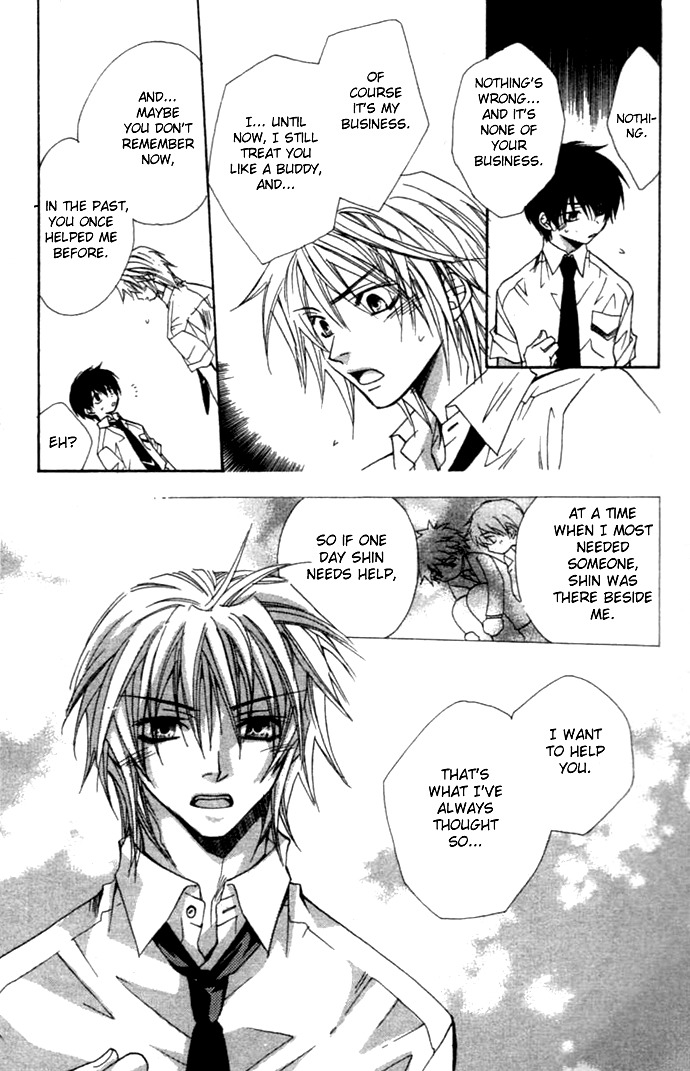 NOTHI-
NG.
NOTHING'S
WRONG...
AND IT'S
NONE OF
YOUR
BUSINESS.
OF
COURSE
IT'S MY
BUSINESS.
I... UNTIL
NOW, I STILL
TREAT YOU
LIKE A BUDDY,
AND...
AND...
MAYBE
YOU DON'T
REMEMBER
NOW,
IN THE PAST,
YOU ONCE
HELPED ME
BEFORE.
EH?
AT A TIME
WHEN I MOST
NEEDED
SOMEONE,
SHIN WAS
THERE BESIDE
ME.
SO IF ONE
DAY SHIN
NEEDS HELP,
I WANT
TO HELP
YOU.
THAT'S
WHAT I'VE
ALWAYS
THOUGHT
SO...